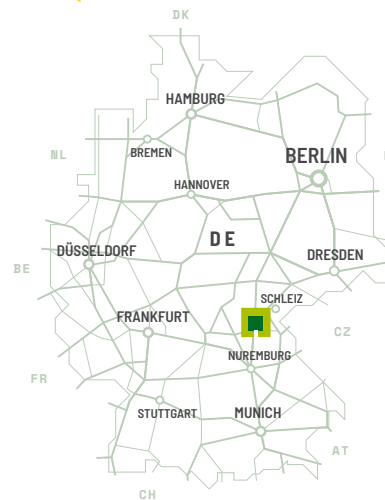 DK
HAMBURG
NL
BREMEN
BERLIN
HANNOVER
DE
DÜSSELDORF
DRESDEN
BE
SCHLEIZ
FRANKFURT
CZ
NUREMBURG
FR
STUTTGART
MUNICH
AT
CH